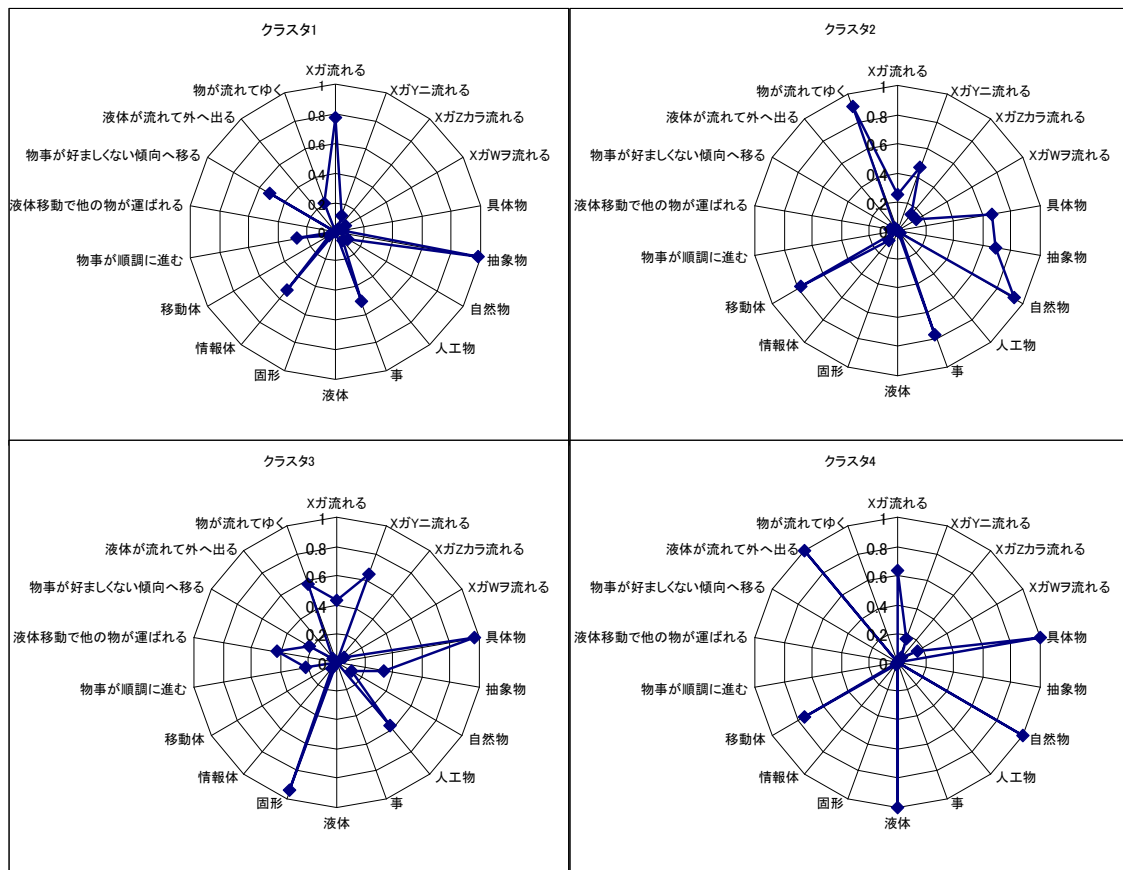 クラスタ1
Xガ流れる
XガYニ流れる
XガZカラ流れる
XガWヲ流れる
具体物
抽象物
自然物
人工物
事
液体
固形
情報体
移動体
物事が順調に進む
液体移動で他の物が運ばれる
物事が好ましくない傾向へ移る
液体が流れて外へ出る
物が流れてゆく
1
0.8
0.6
0.4
0.2
0
クラスタ2
Xガ流れる
XガYニ流れる
XガZカラ流れる
XガWヲ流れる
具体物
抽象物
自然物
人工物
事
液体
固形
情報体
移動体
物事が順調に進む
液体移動で他の物が運ばれる
物事が好ましくない傾向へ移る
液体が流れて外へ出る
物が流れてゆく
1
0.8
0.6
0.4
0.2
0
クラスタ3
Xガ流れる
XガYニ流れる
XガZカラ流れる
XガWヲ流れる
具体物
抽象物
自然物
人工物
事
液体
固形
情報体
移動体
物事が順調に進む
液体移動で他の物が運ばれる
物事が好ましくない傾向へ移る
液体が流れて外へ出る
物が流れてゆく
1
0.8
0.6
0.4
0.2
0
クラスタ4
Xガ流れる
XガYニ流れる
XガZカラ流れる
XガWヲ流れる
具体物
抽象物
自然物
人工物
事
液体
固形
情報体
移動体
物事が順調に進む
液体移動で他の物が運ばれる
物事が好ましくない傾向へ移る
液体が流れて外へ出る
物が流れてゆく
1
0.8
0.6
0.4
0.2
0